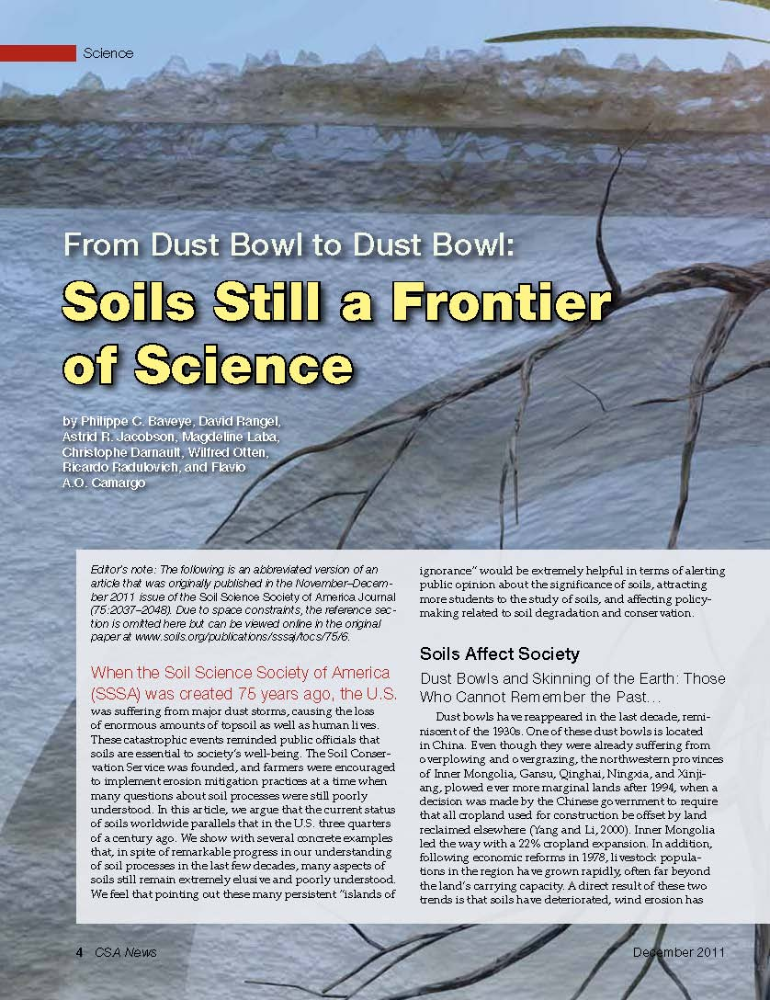 Science
From Dust Bowl to Dust Bowl:
Soils Still a Frontier
of Science
by Philippe C. Baveye, David Rangel,
Astrid R. Jacobson, Magdeline Laba,
Christophe Darnault, Wilfred Otten,
Ricardo Radulovich, and Flavio
A.O. Camargo
Editor's note: The following is an abbreviated version of an
article that was originally published in the November–Decem-
ber 2011 issue of the Soil Science Society of America Journal
(75:2037–2048). Due to space constraints, the reference sec-
tion is omitted here but can be viewed online in the original
paper at www.soils.org/publications/sssaj/tocs/75/6.
When the Soil Science Society of America
(SSSA) was created 75 years ago, the U.S.
was suffering from major dust storms, causing the loss
of enormous amounts of topsoil as well as human lives.
These catastrophic events reminded public officials that
soils are essential to society's well-being. The Soil Conser-
vation Service was founded, and farmers were encouraged
to implement erosion mitigation practices at a time when
many questions about soil processes were still poorly
understood. In this article, we argue that the current status
of soils worldwide parallels that in the U.S. three quarters
of a century ago. We show with several concrete examples
that, in spite of remarkable progress in our understanding
of soil processes in the last few decades, many aspects of
soils still remain extremely elusive and poorly understood.
We feel that pointing out these many persistent "islands of
ignorance" would be extremely helpful in terms of alerting
public opinion about the significance of soils, attracting
more students to the study of soils, and affecting policy-
making related to soil degradation and conservation.
Soils Affect Society
Dust Bowls and Skinning of the Earth: Those
Who Cannot Remember the Past…
Dust bowls have reappeared in the last decade, remi-
niscent of the 1930s. One of these dust bowls is located
in China. Even though they were already suffering from
overplowing and overgrazing, the northwestern provinces
of Inner Mongolia, Gansu, Qinghai, Ningxia, and Xinji-
ang, plowed ever more marginal lands after 1994, when a
decision was made by the Chinese government to require
that all cropland used for construction be offset by land
reclaimed elsewhere (Yang and Li, 2000). Inner Mongolia
led the way with a 22% cropland expansion. In addition,
following economic reforms in 1978, livestock popula-
tions in the region have grown rapidly, often far beyond
the land's carrying capacity. A direct result of these two
trends is that soils have deteriorated, wind erosion has
4 CSA News
December 2011